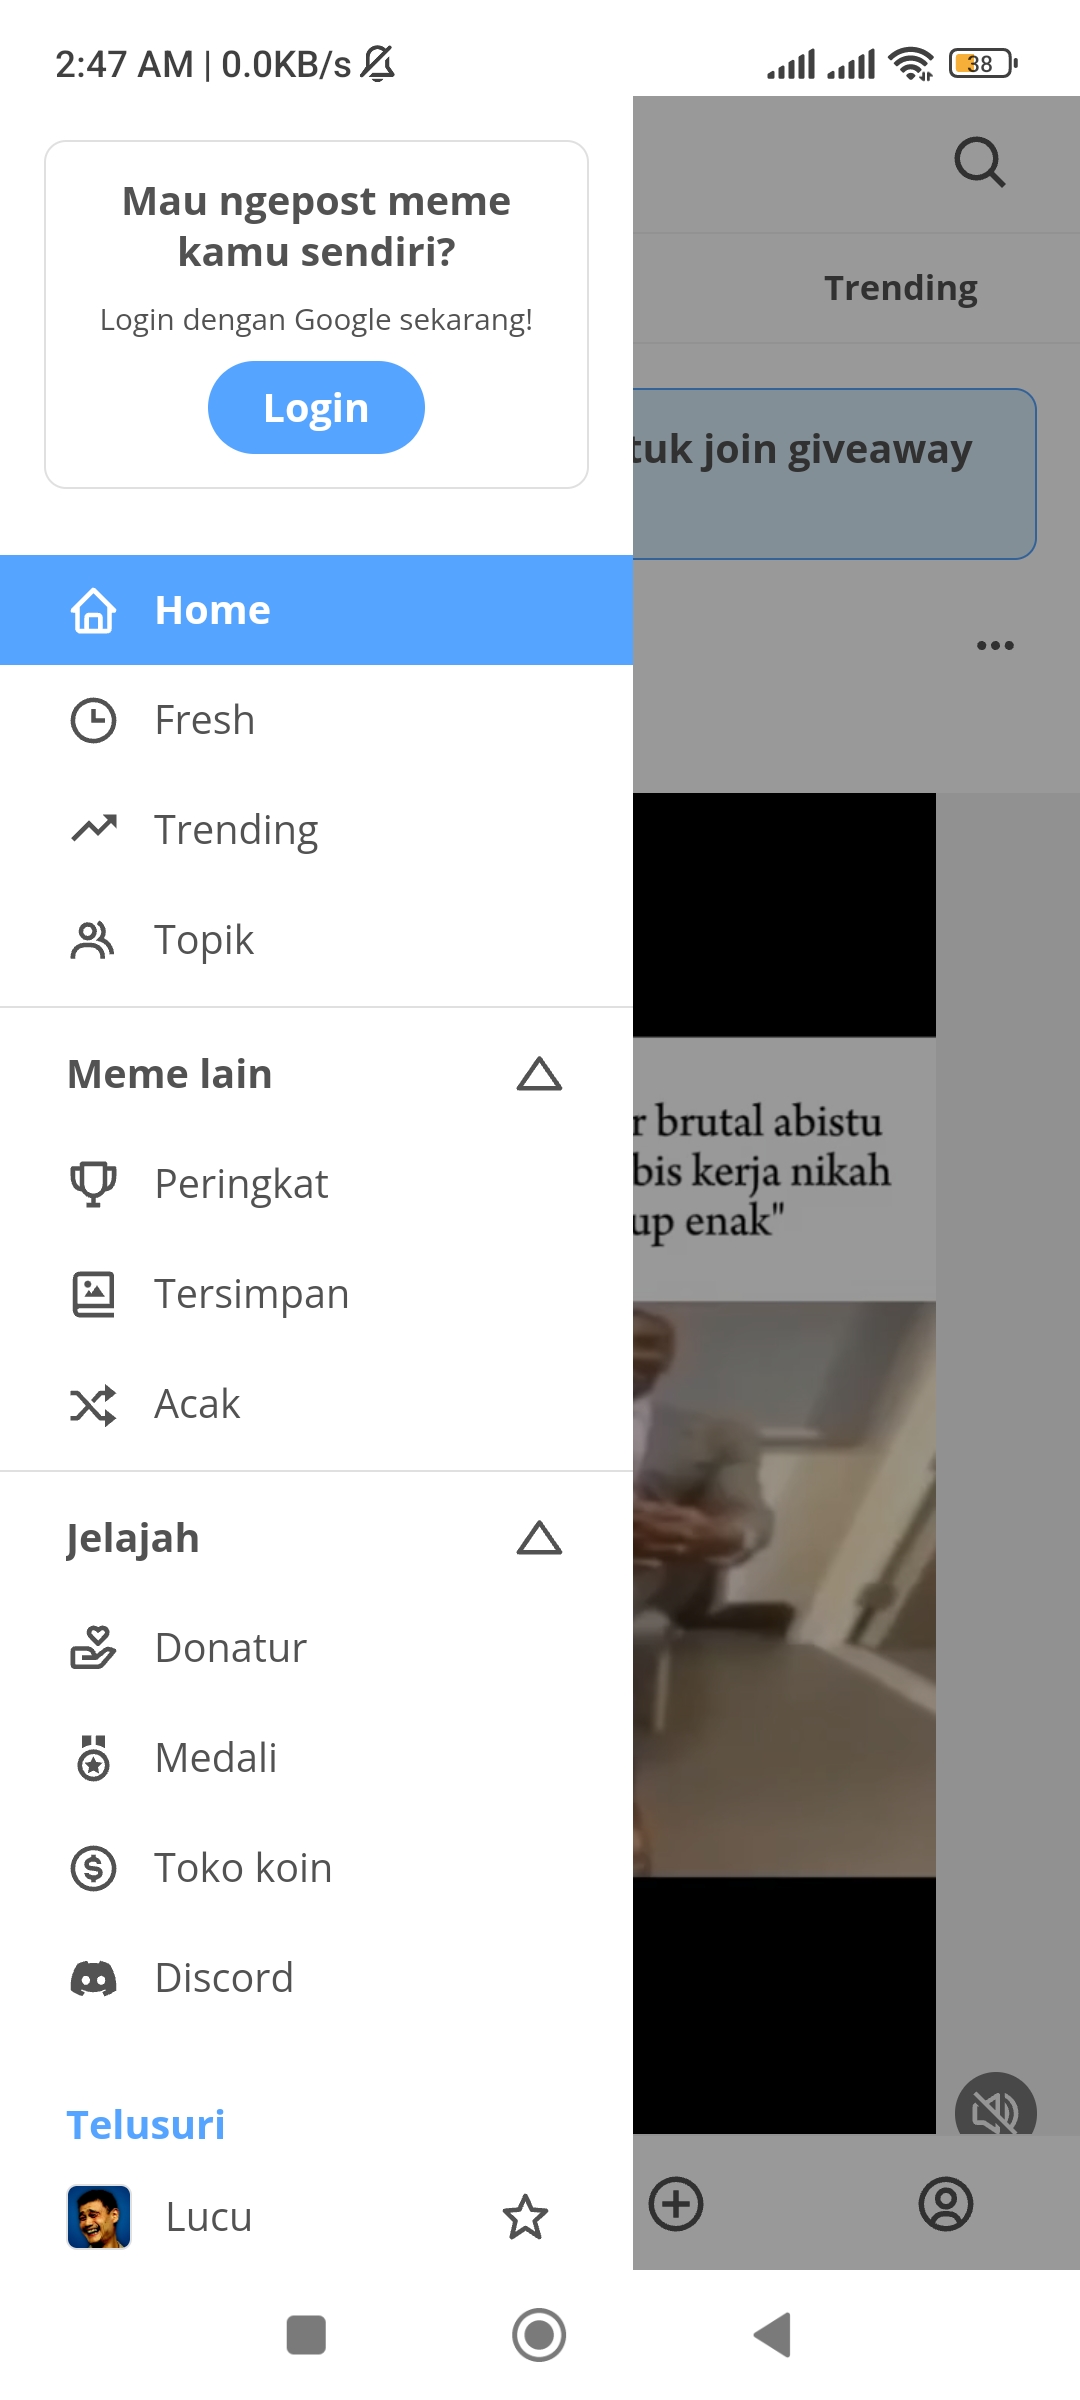 2:47 AM | 0.0KB/s
38
Mau ngepost meme
kamu sendiri?
Login dengan Google sekarang!
Login
Trending
tuk join giveaway
Home
Fresh
Trending
Topik
Meme lain
r brutal abistu
bis kerja nikah
up enak"
Peringkat
Tersimpan
Acak
Jelajah
Donatur
Medali
Toko koin
Discord
Telusuri
Lucu